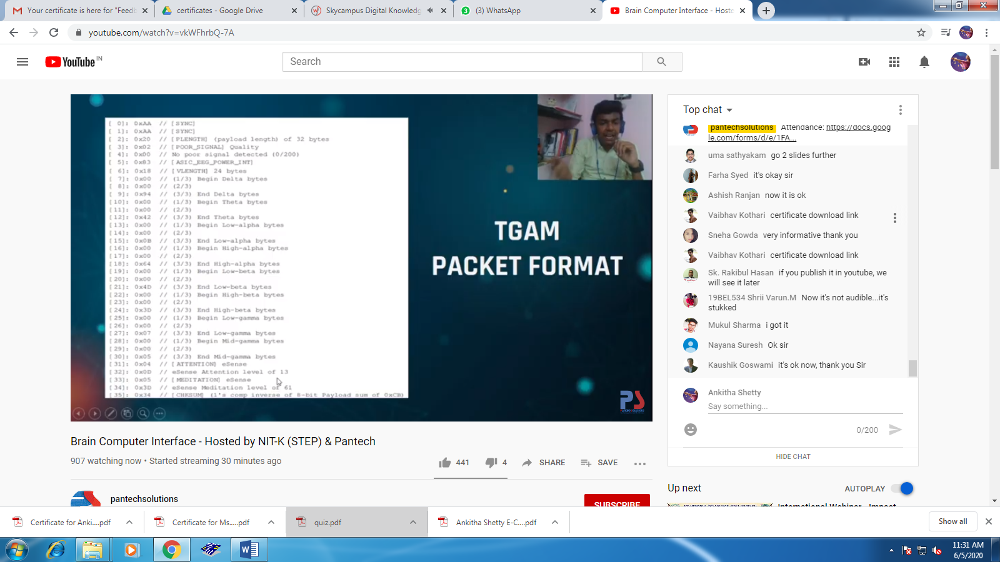 Your certificate is here for "Feedb
certificates - Google Drive
Skycampus Digital Knowledg
(3) WhatsApp
Brain Computer Interface - Hoste
youtube.com/watch?v=vkWFhrbQ-7A
YouTube IN
Search
[ 0]: 0xAA // [SYNC]
[ 1]: 0xAA // [SYNC]
[ 2]: 0x20 // [PLENGTH] (payload length) of 32 bytes
[ 3]: 0x02 // [POOR_SIGNAL] Quality
[ 4]: 0x00 // No poor signal detected (0/200)
[ 5]: 0x83 // [ASIC_EEG_POWER_INT]
[ 6]: 0x18 // [VLENGTH] 24 bytes
[ 7]: 0x00 // (1/3) Begin Delta bytes
[ 8]: 0x00 // (2/3)
[ 9]: 0x94 // (3/3) End Delta bytes
[10]: 0x00 // (1/3) Begin Theta bytes
[11]: 0x00 // (2/3)
[12]: 0x42 // (3/3) End Theta bytes
[13]: 0x00 // (1/3) Begin Low-alpha bytes
[14]: 0x00 // (2/3)
[15]: 0x0B // (3/3) End Low-alpha bytes
[16]: 0x00 // (1/3) Begin High-alpha bytes
[17]: 0x00 // (2/3)
[18]: 0x64 // (3/3) End High-alpha bytes
[19]: 0x00 // (1/3) Begin Low-beta bytes
[20]: 0x00 // (2/3)
[21]: 0x4D // (3/3) End Low-beta bytes
[22]: 0x00 // (1/3) Begin High-beta bytes
[23]: 0x00 // (2/3)
[24]: 0x3D // (3/3) End High-beta bytes
[25]: 0x00 // (1/3) Begin Low-gamma bytes
[26]: 0x00 // (2/3)
[27]: 0x07 // (3/3) End Low-gamma bytes
[28]: 0x00 // (1/3) Begin Mid-gamma bytes
[29]: 0x00 // (2/3)
[30]: 0x05 // (3/3) End Mid-gamma bytes
[31]: 0x04 // [ATTENTION] eSense
[32]: 0x0D // eSense Attention level of 13
[33]: 0x05 // [MEDITATION] eSense
[34]: 0x3D // eSense Meditation level of 61
[35]: 0x34 // [CHKSUM] (1's comp inverse of 8-bit Payload sum of 0xCB)
TGAM
PACKET FORMAT
PS
Brain Computer Interface - Hosted by NIT-K (STEP) & Pantech
907 watching now • Started streaming 30 minutes ago
441
4
SHARE
SAVE
pantechsolutions
SUBSCRIBE
Top chat
pantechsolutions Attendance: https://docs.goog
le.com/forms/d/e/1FA...
uma sathyakam go 2 slides further
Farha Syed it's okay sir
Ashish Ranjan now it is ok
Vaibhav Kothari certificate download link
Sneha Gowda very informative thank you
Vaibhav Kothari certificate download link
Sk. Rakibul Hasan if you publish it in youtube, we
will see it later
19BEL534 Shrii Varun.M Now it's not audible...it's
stukked
Mukul Sharma i got it
Nayana Suresh Ok sir
Kaushik Goswami it's ok now, thank you Sir
Ankitha Shetty
Say something...
0/200
HIDE CHAT
Up next
AUTOPLAY
International Webinar - Impact
Certificate for Anki....pdf
Certificate for Ms.....pdf
quiz.pdf
Ankitha Shetty E-C....pdf
Show all
11:31 AM
6/5/2020